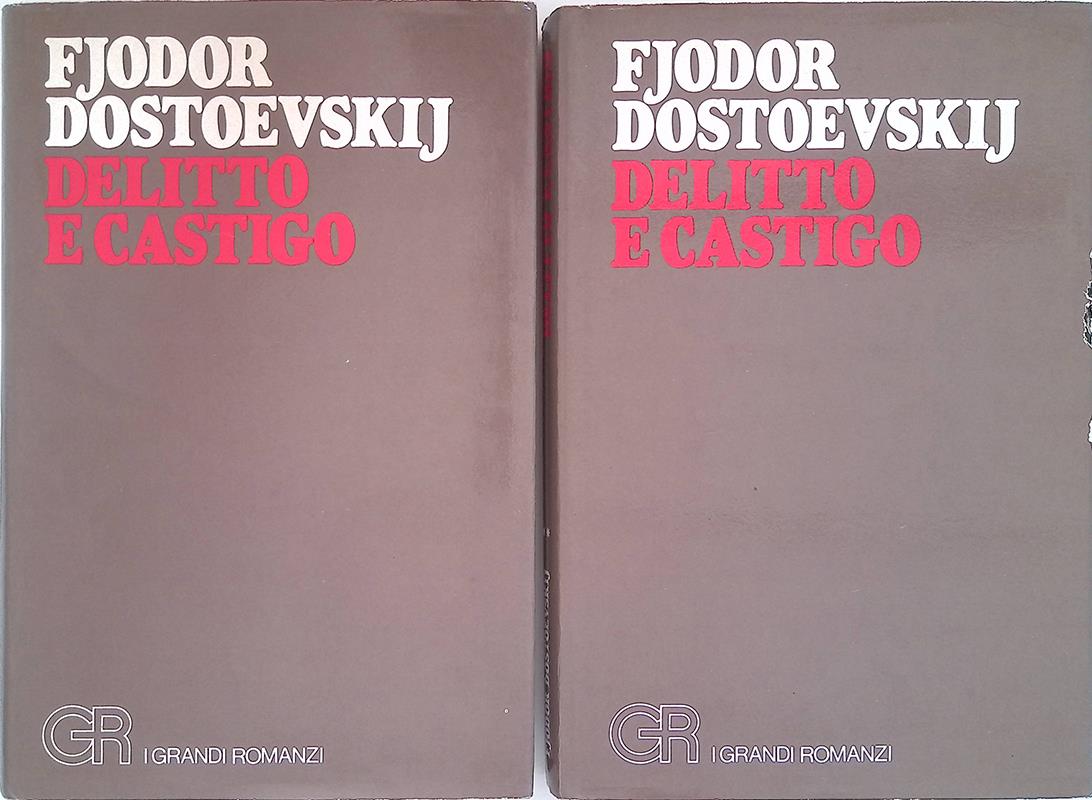 FJODOR
DOSTOEVSKIJ
DELITTO
E CASTIGO
GR I GRANDI ROMANZI
FJODOR
DOSTOEVSKIJ
DELITTO
E CASTIGO
GR I GRANDI ROMANZI